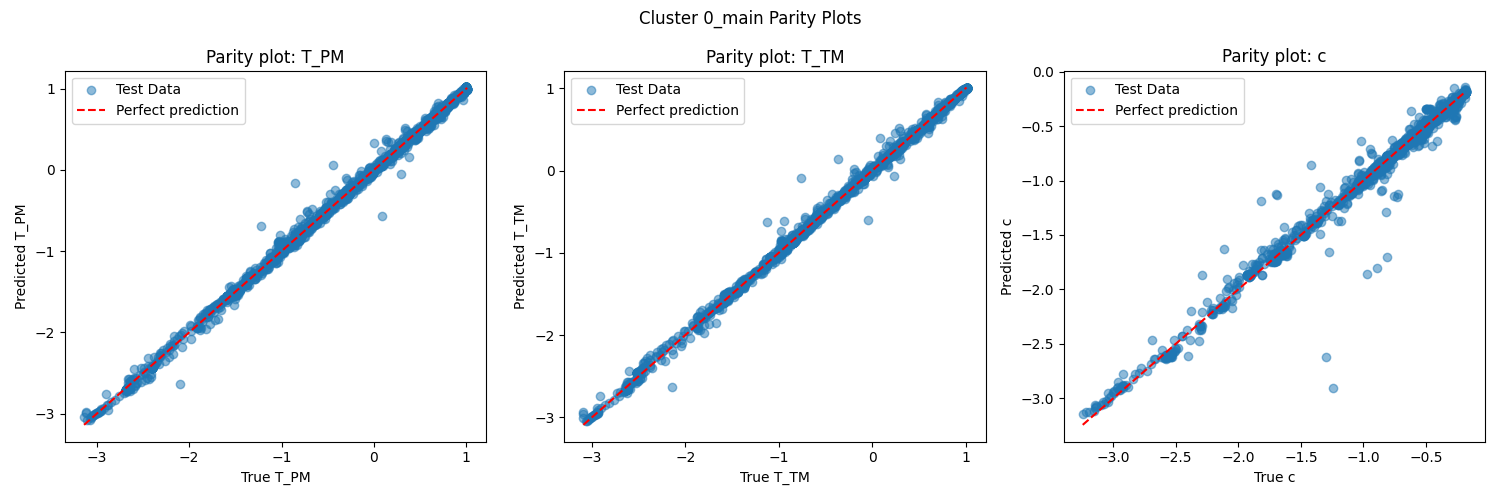 Cluster 0_main Parity Plots
Parity plot: T_PM
Test Data
Perfect prediction
1
0
−1
−2
−3
Predicted T_PM
−3 −2 −1 0 1
True T_PM
Parity plot: T_TM
Test Data
Perfect prediction
1
0
−1
−2
−3
Predicted T_TM
−3 −2 −1 0 1
True T_TM
Parity plot: c
Test Data
Perfect prediction
0.0
−0.5
−1.0
−1.5
−2.0
−2.5
−3.0
Predicted c
−3.0 −2.5 −2.0 −1.5 −1.0 −0.5
True c